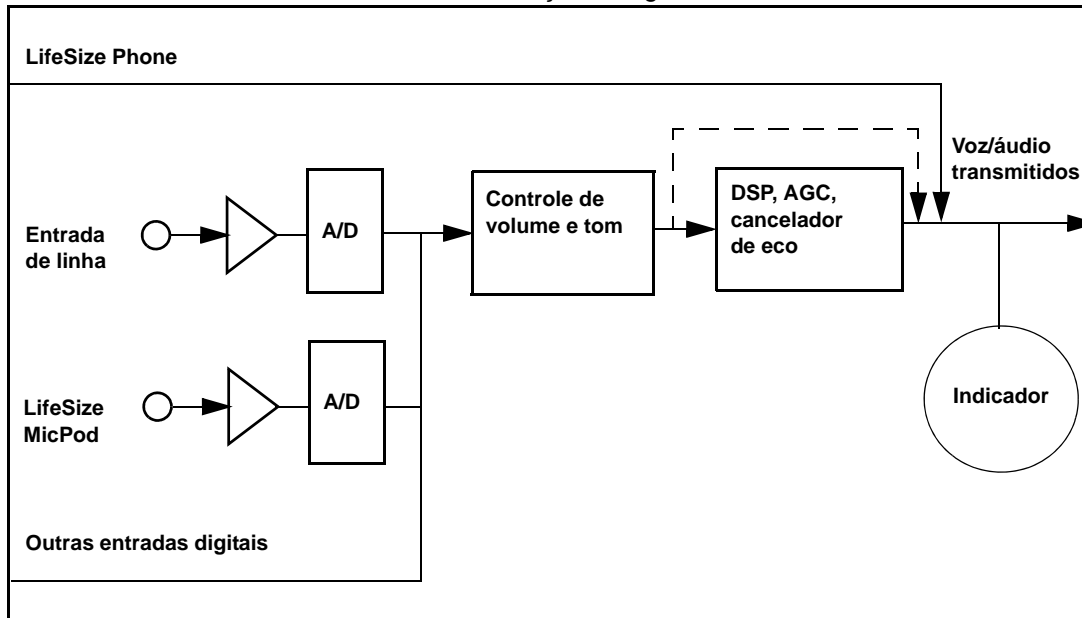 LifeSize Phone
Voz/áudio
transmitidos
Entrada
de linha
A/D
Controle de
volume e tom
DSP, AGC,
cancelador
de eco
LifeSize
MicPod
A/D
Indicador
Outras entradas digitais